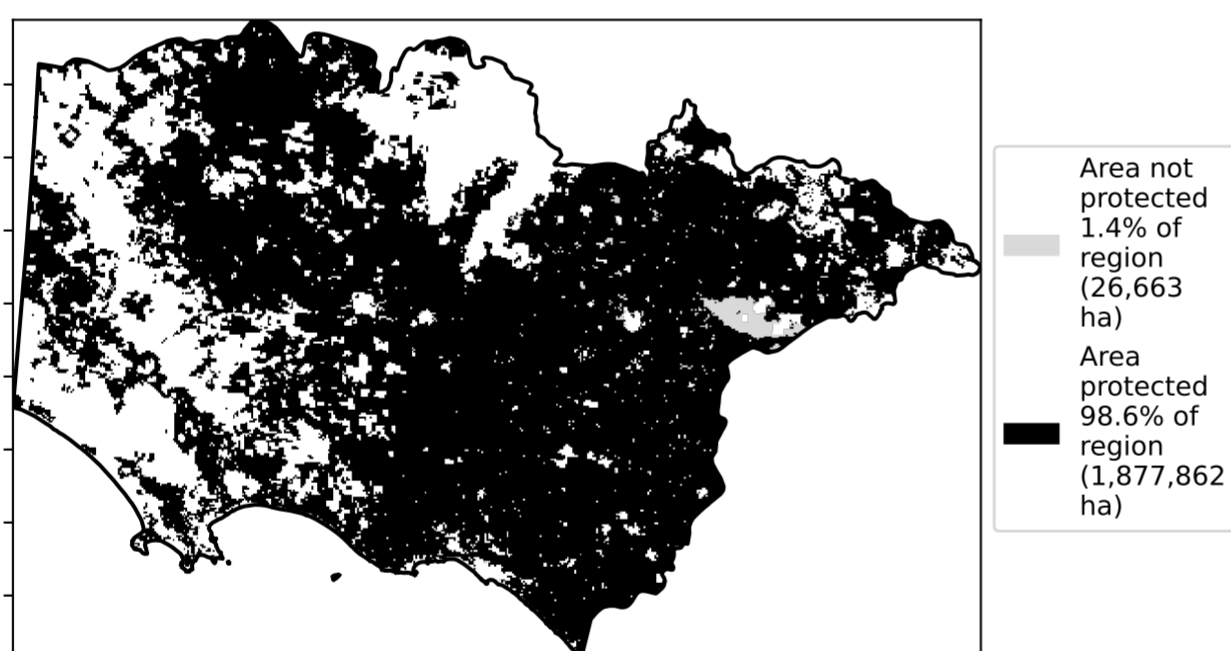 Area not
protected
1.4% of
region
(26,663
ha)
Area
protected
98.6% of
region
(1,877,862
ha)